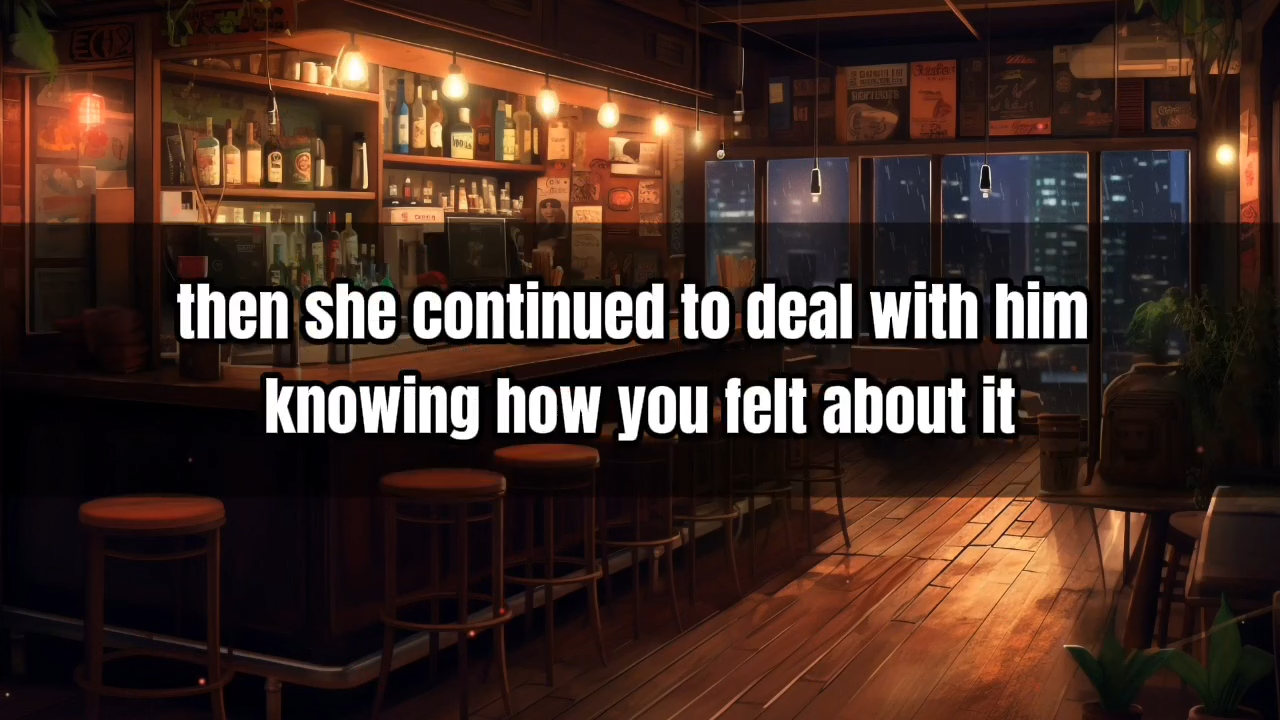 then she continued to deal with him
knowing how you felt about it